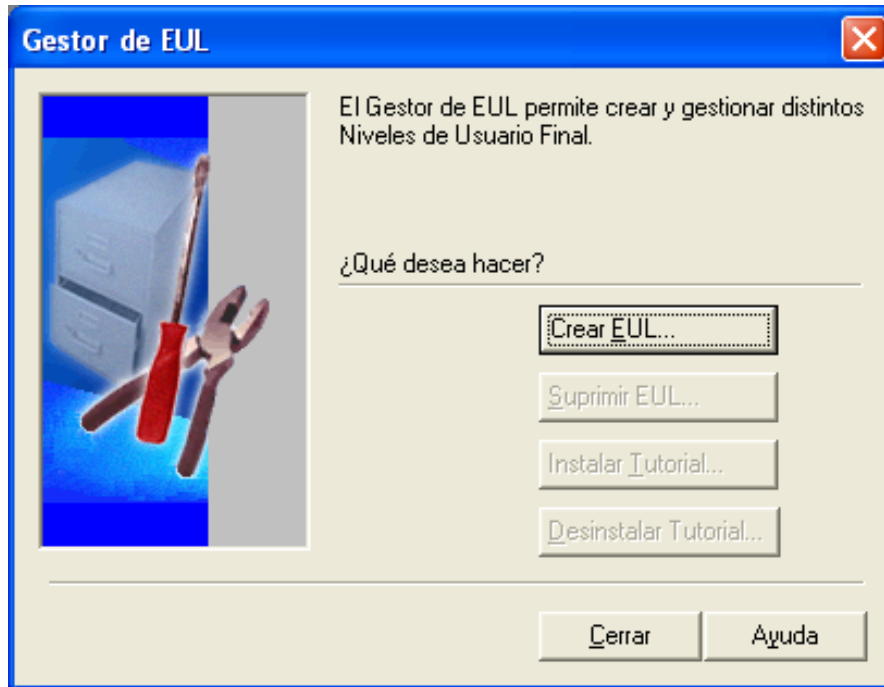 Gestor de EUL
El Gestor de EUL permite crear y gestionar distintos
Niveles de Usuario Final.
¿Qué desea hacer?
Crear EUL...
Suprimir EUL...
Instalar Tutorial...
Desinstalar Tutorial...
Cerrar
Ayuda